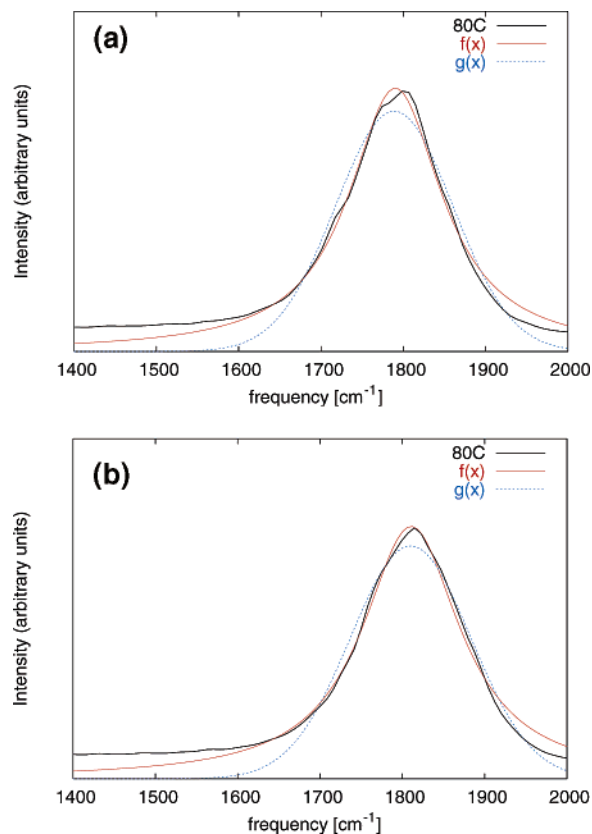 (a)
80C
f(x)
g(x)
Intensity (arbitrary units)
1400 1500 1600 1700 1800 1900 2000
frequency [cm-1]
(b)
80C
f(x)
g(x)
Intensity (arbitrary units)
1400 1500 1600 1700 1800 1900 2000
frequency [cm-1]